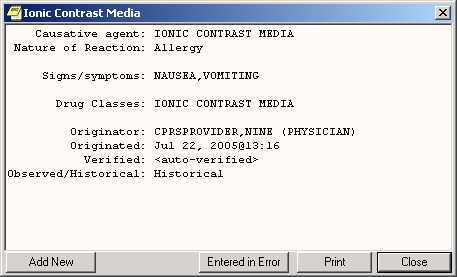 Ionic Contrast Media
Causative agent: IONIC CONTRAST MEDIA
Nature of Reaction: Allergy
Signs/symptoms: NAUSEA,VOMITING
Drug Classes: IONIC CONTRAST MEDIA
Originator: CPRSPROVIDER,NINE (PHYSICIAN)
Originated: Jul 22, 2005@13:16
Verified: <auto-verified>
Observed/Historical: Historical
Add New Entered in Error Print Close